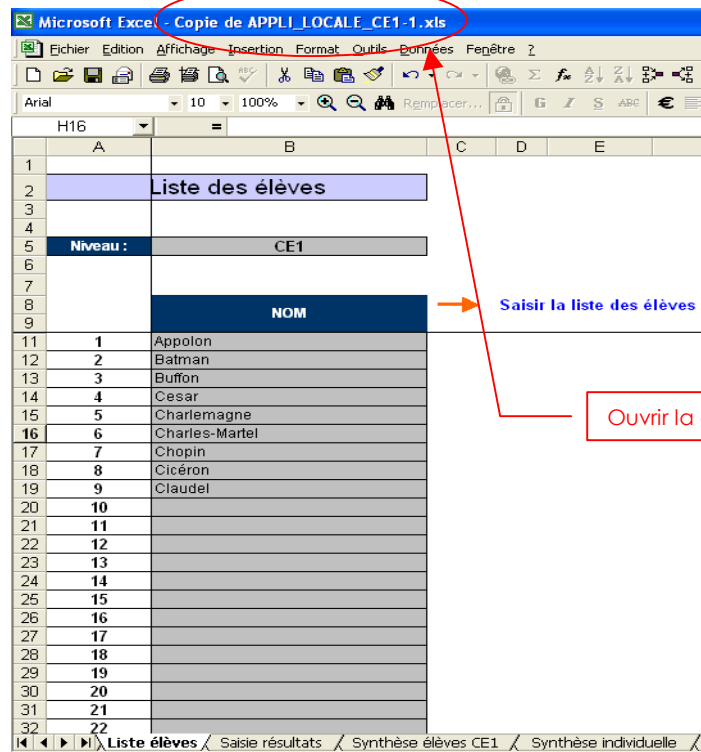 Microsoft Excel - Copie de APPLI_LOCALE_CE1-1.xls
Fichier Edition Affichage Insertion Format Outils Données Fenêtre ?
Arial 10 100% Remplacer... G I S ABC €
H16 =
A B C D E
1
2 Liste des élèves
3
4
5 Niveau : CE1
6
7
8 Saisir la liste des élèves
NOM
9
11 1 Appolon
12 2 Batman
13 3 Buffon
14 4 Cesar
15 5 Charlemagne
Ouvrir la
16 6 Charles-Martel
17 7 Chopin
18 8 Cicéron
19 9 Claudel
20 10
21 11
22 12
23 13
24 14
25 15
26 16
27 17
28 18
29 19
30 20
31 21
32 22
Liste élèves / Saisie résultats / Synthèse élèves CE1 / Synthèse individuelle /